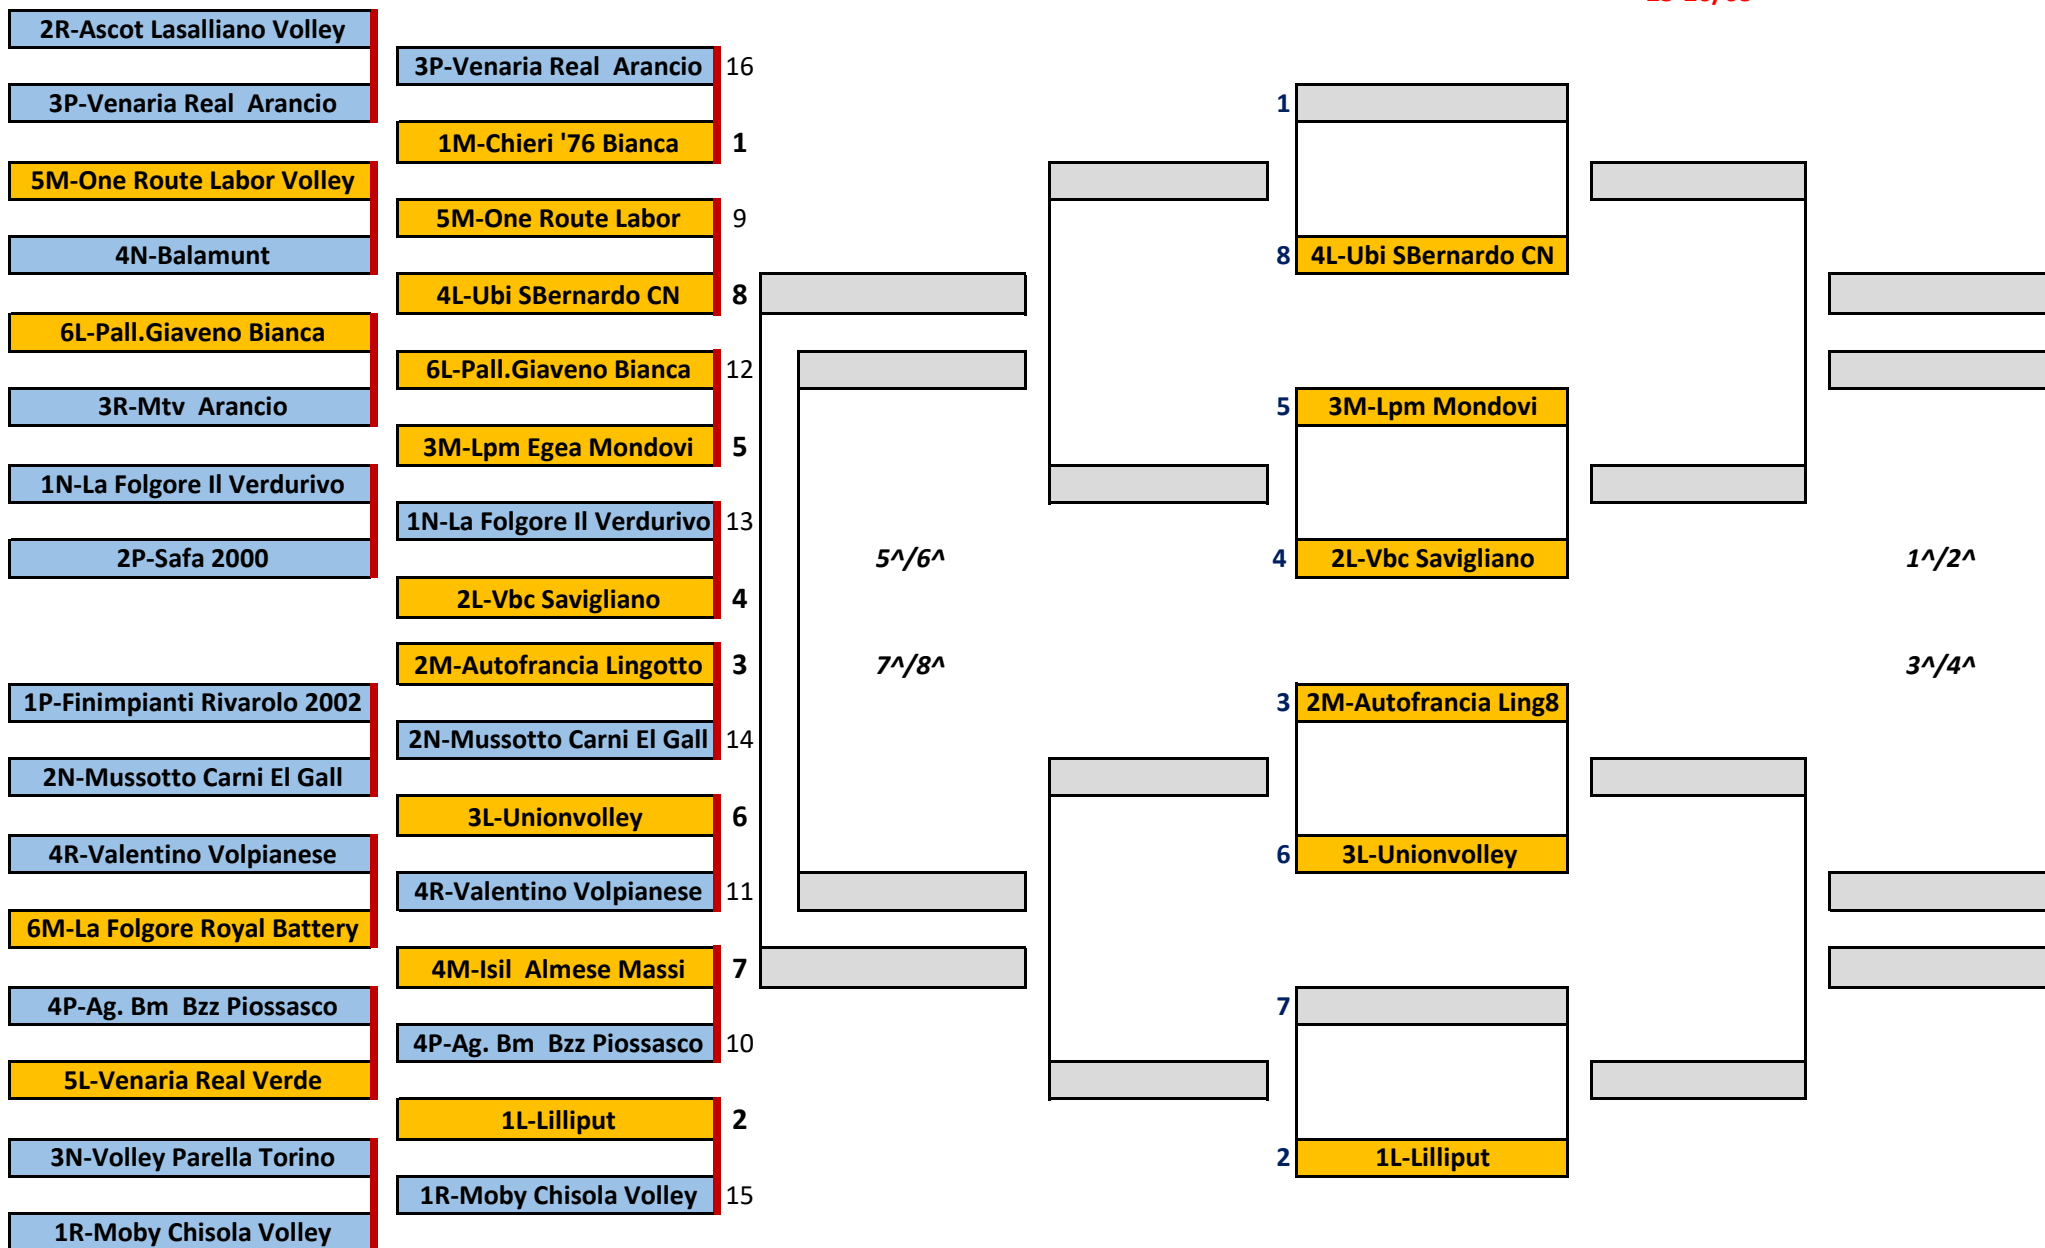 2R-Ascot Lasalliano Volley
3P-Venaria Real  Arancio
5M-One Route Labor Volley
4N-Balamunt
6L-Pall.Giaveno Bianca
3R-Mtv  Arancio
1N-La Folgore Il Verdurivo
2P-Safa 2000
1P-Finimpianti Rivarolo 2002
2N-Mussotto Carni El Gall
4R-Valentino Volpianese
6M-La Folgore Royal Battery
4P-Ag. Bm  Bzz Piossasco
5L-Venaria Real Verde
3N-Volley Parella Torino
1R-Moby Chisola Volley
3P-Venaria Real  Arancio 16
1M-Chieri '76 Bianca 1
5M-One Route Labor 9
4L-Ubi SBernardo CN 8
6L-Pall.Giaveno Bianca 12
3M-Lpm Egea Mondovi 5
1N-La Folgore Il Verdurivo 13
2L-Vbc Savigliano 4
2M-Autofrancia Lingotto 3
2N-Mussotto Carni El Gall 14
3L-Unionvolley 6
4R-Valentino Volpianese 11
4M-Isil  Almese Massi 7
4P-Ag. Bm  Bzz Piossasco 10
1L-Lilliput 2
1R-Moby Chisola Volley 15
5^/6^
7^/8^
1
8 4L-Ubi SBernardo CN
5 3M-Lpm Mondovi
4 2L-Vbc Savigliano
3 2M-Autofrancia Ling8
6 3L-Unionvolley
7
2 1L-Lilliput
1^/2^
3^/4^